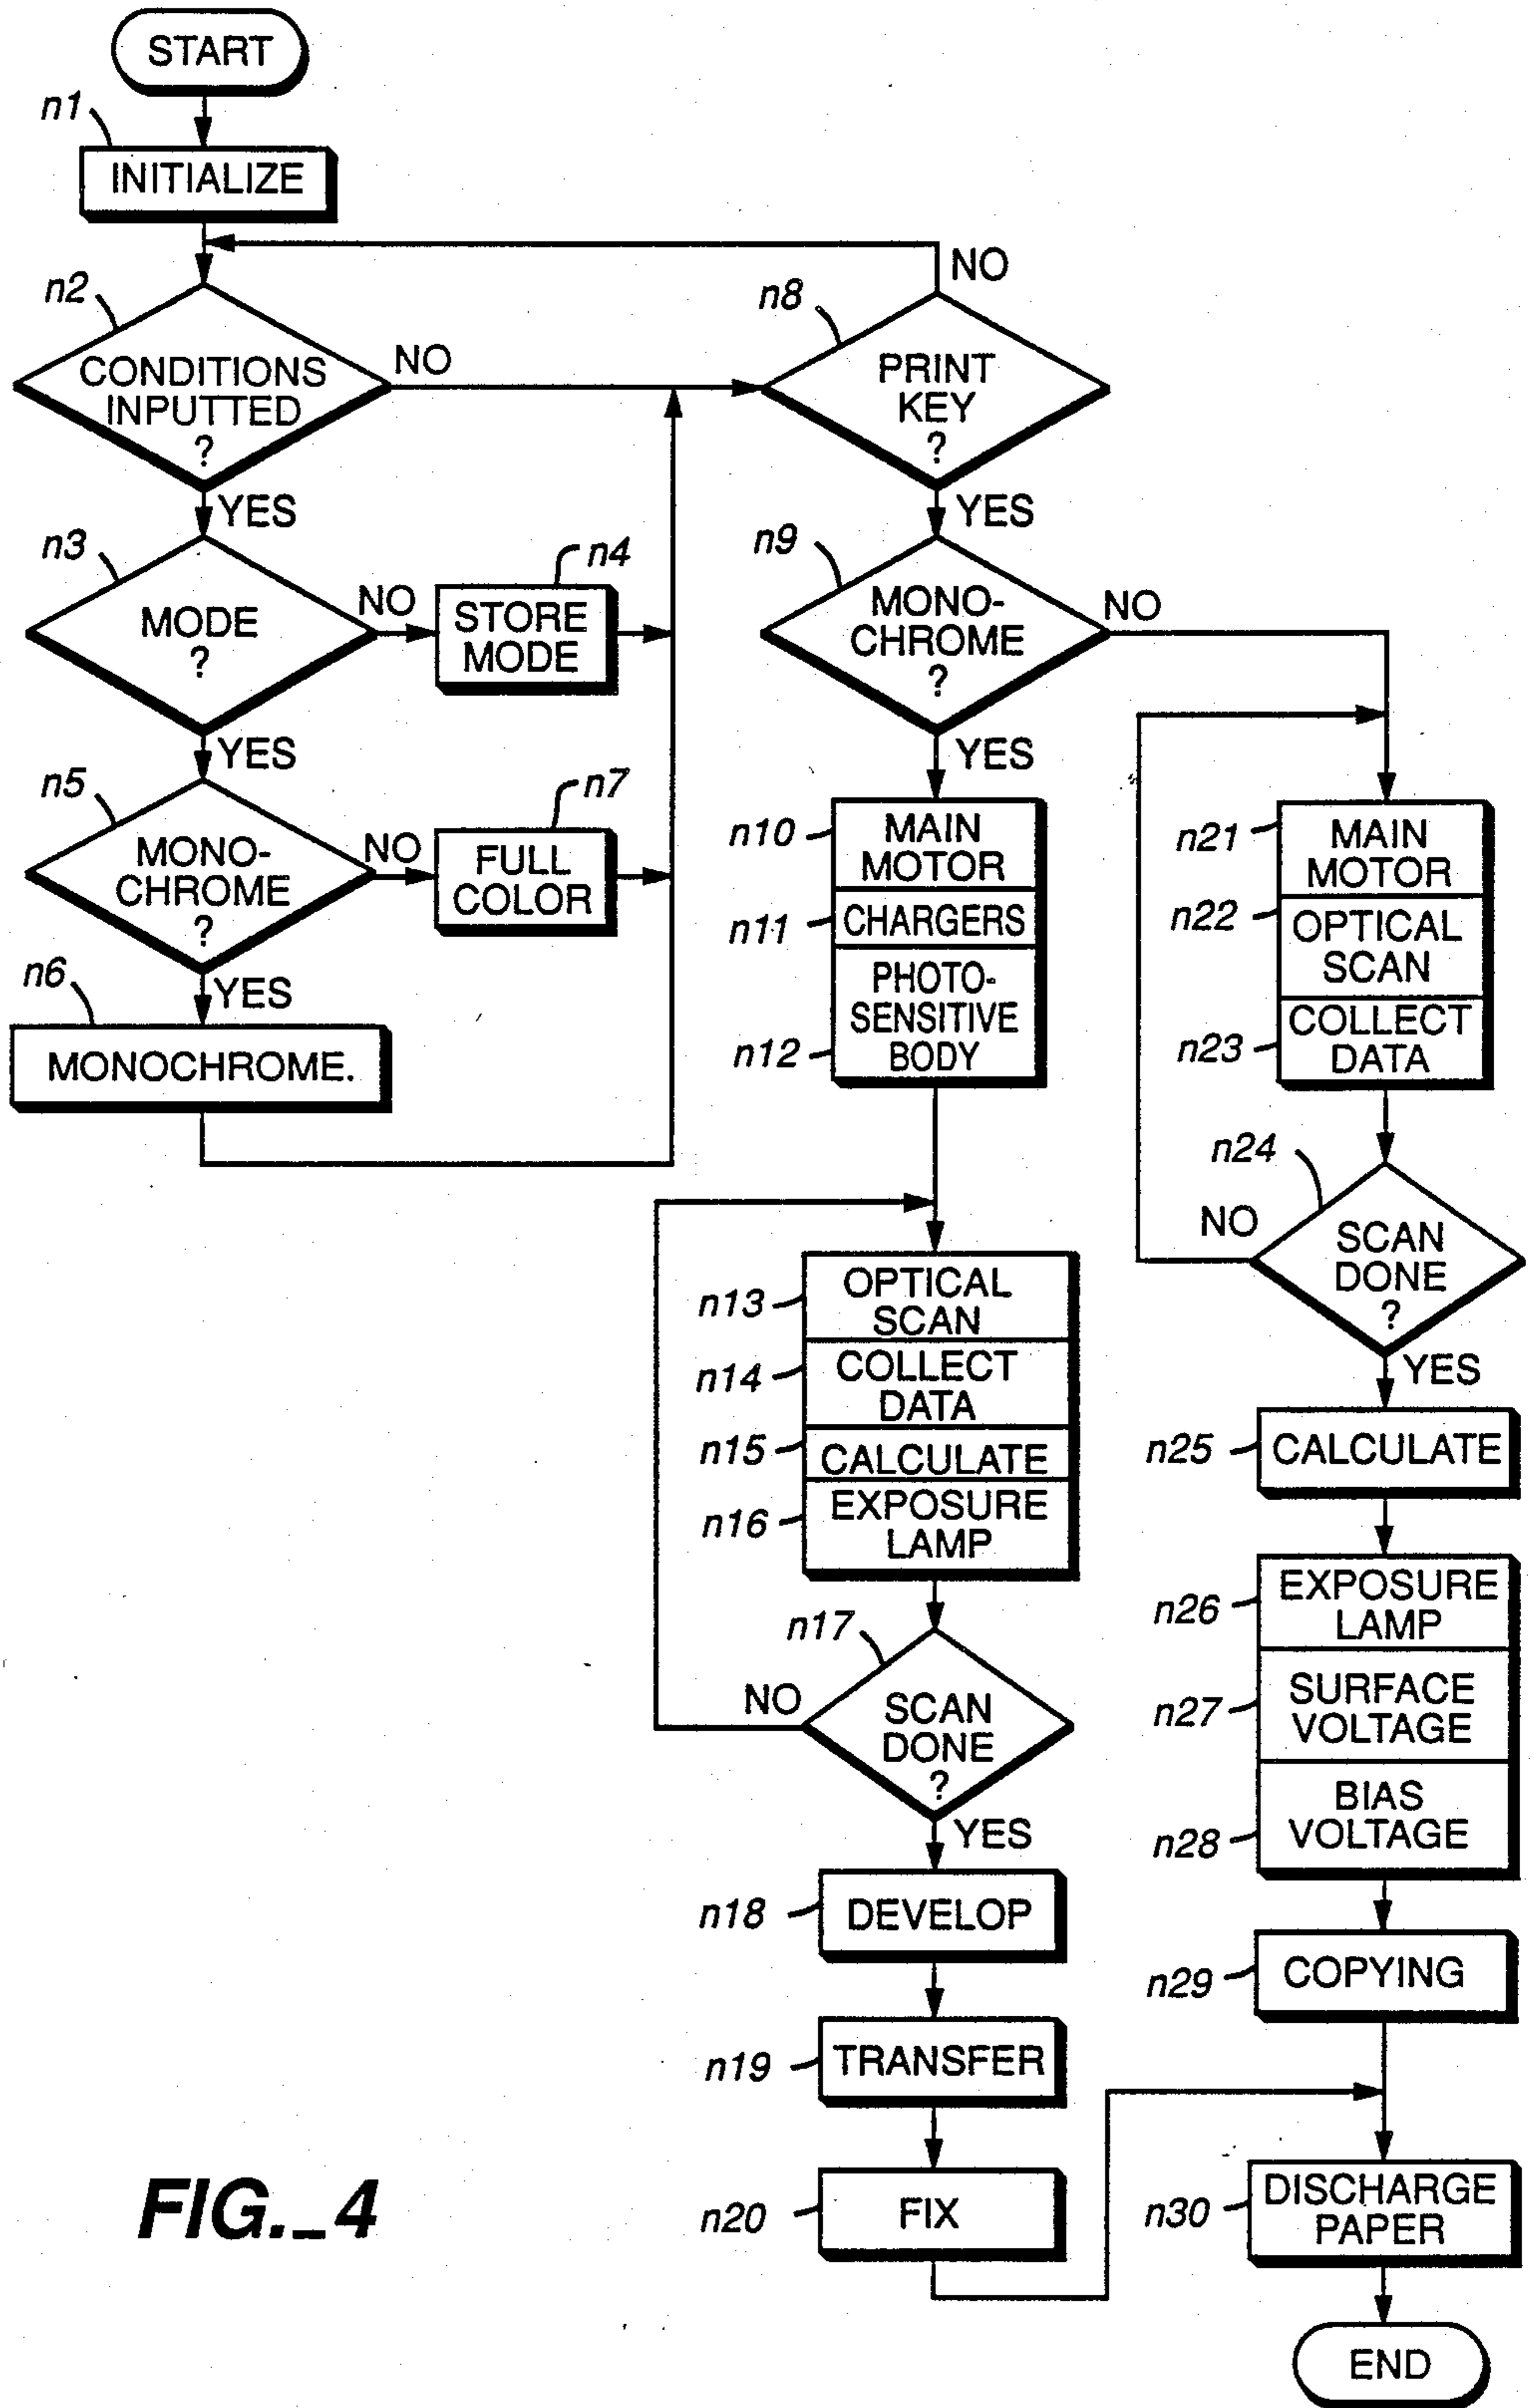 START
n1
INITIALIZE
n2
CONDITIONS
INPUTTED
?
NO
YES
n3
MODE
?
NO
n4
STORE
MODE
YES
n5
MONO-
CHROME
?
NO
n7
FULL
COLOR
YES
n6
MONOCHROME.
n8
PRINT
KEY
?
NO
YES
n9
MONO-
CHROME
?
NO
YES
n10
MAIN
MOTOR
n11
CHARGERS
n12
PHOTO-
SENSITIVE
BODY
n13
OPTICAL
SCAN
n14
COLLECT
DATA
n15
CALCULATE
n16
EXPOSURE
LAMP
n17
SCAN
DONE
?
NO
YES
n18
DEVELOP
n19
TRANSFER
n20
FIX
n21
MAIN
MOTOR
n22
OPTICAL
SCAN
n23
COLLECT
DATA
n24
SCAN
DONE
?
NO
YES
n25
CALCULATE
n26
EXPOSURE
LAMP
n27
SURFACE
VOLTAGE
n28
BIAS
VOLTAGE
n29
COPYING
n30
DISCHARGE
PAPER
END
FIG._4